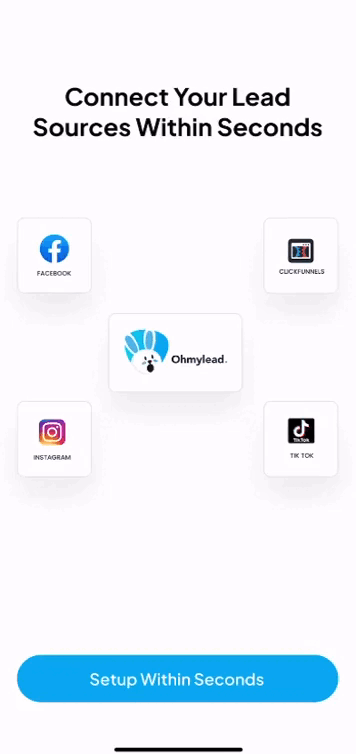 Connect Your Lead
Sources Within Seconds
FACEBOOK
CLICKFUNNELS
Ohmylead.
INSTAGRAM
TikTok
TIK TOK
Setup Within Seconds